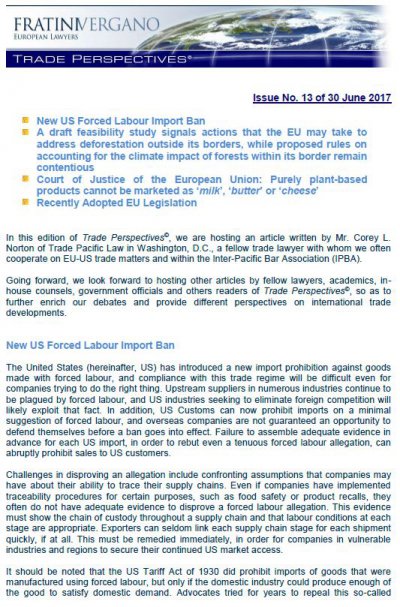 FRATINIVERGANO
EUROPEAN LAWYERS
TRADE PERSPECTIVES©
Issue No. 13 of 30 June 2017
New US Forced Labour Import Ban
A draft feasibility study signals actions that the EU may take to
address deforestation outside its borders, while proposed rules on
accounting for the climate impact of forests within its border remain
contentious
Court of Justice of the European Union: Purely plant-based
products cannot be marketed as ‘milk’, ‘butter’ or ‘cheese’
Recently Adopted EU Legislation
In this edition of Trade Perspectives©, we are hosting an article written by Mr. Corey L.
Norton of Trade Pacific Law in Washington, D.C., a fellow trade lawyer with whom we often
cooperate on EU-US trade matters and within the Inter-Pacific Bar Association (IPBA).
Going forward, we look forward to hosting other articles by fellow lawyers, academics, in-
house counsels, government officials and others readers of Trade Perspectives©, so as to
further enrich our debates and provide different perspectives on international trade
developments.
New US Forced Labour Import Ban
The United States (hereinafter, US) has introduced a new import prohibition against goods
made with forced labour, and compliance with this trade regime will be difficult even for
companies trying to do the right thing. Upstream suppliers in numerous industries continue to
be plagued by forced labour, and US industries seeking to eliminate foreign competition will
likely exploit that fact. In addition, US Customs can now prohibit imports on a minimal
suggestion of forced labour, and overseas companies are not guaranteed an opportunity to
defend themselves before a ban goes into effect. Failure to assemble adequate evidence in
advance for each US import, in order to rebut even a tenuous forced labour allegation, can
abruptly prohibit sales to US customers.
Challenges in disproving an allegation include confronting assumptions that companies may
have about their ability to trace their supply chains. Even if companies have implemented
traceability procedures for certain purposes, such as food safety or product recalls, they
often do not have adequate evidence to disprove a forced labour allegation. This evidence
must show the chain of custody throughout a supply chain and that labour conditions at each
stage are appropriate. Exporters can seldom link each supply chain stage for each shipment
quickly, if at all. This must be remedied immediately, in order for companies in vulnerable
industries and regions to secure their continued US market access.
It should be noted that the US Tariff Act of 1930 did prohibit imports of goods that were
manufactured using forced labour, but only if the domestic industry could produce enough of
the good to satisfy domestic demand. Advocates tried for years to repeal this so-called